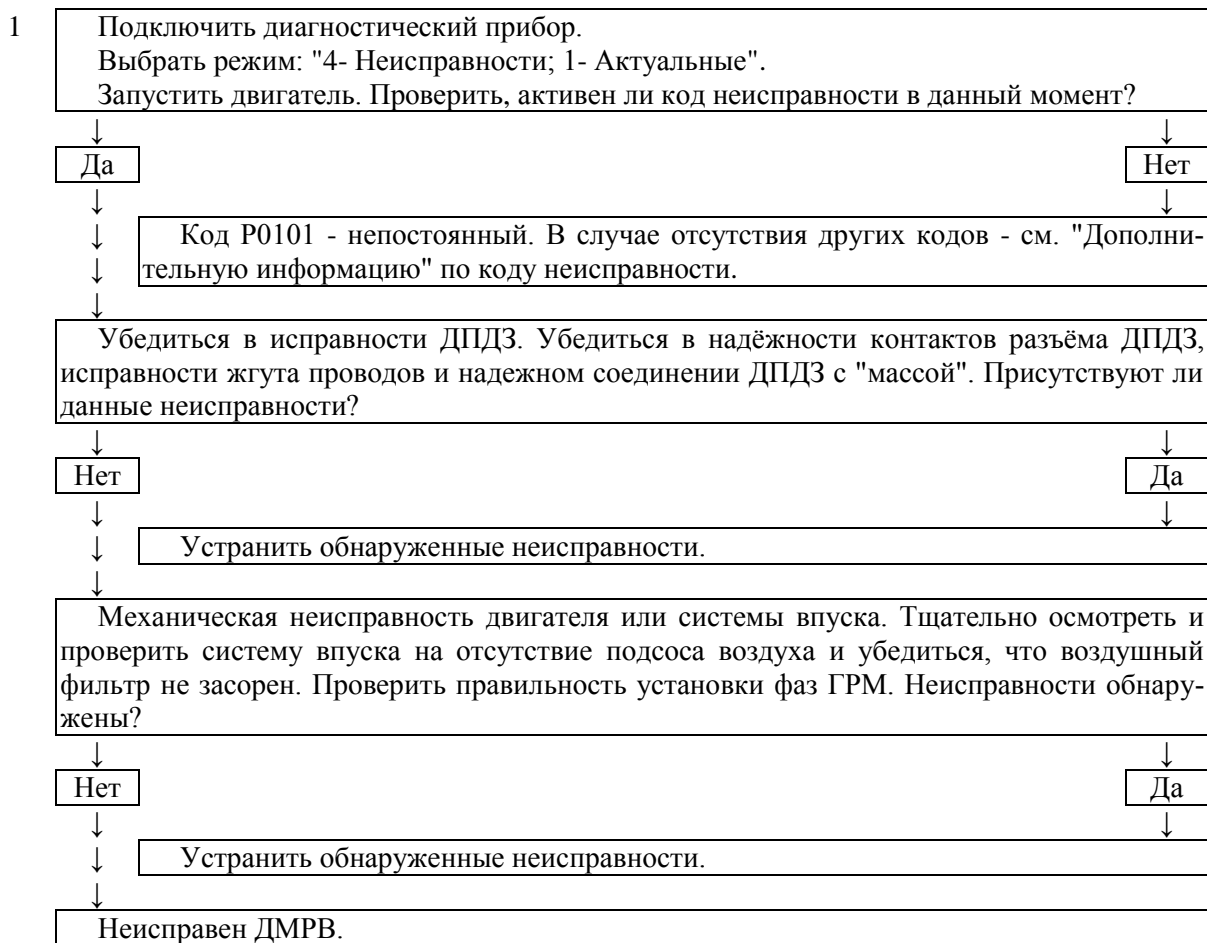 1 Подключить диагностический прибор.
Выбрать режим: "4- Неисправности; 1- Актуальные".
Запустить двигатель. Проверить, активен ли код неисправности в данный момент?
↓ ↓
Да Нет
↓ ↓
↓ Код Р0101 - непостоянный. В случае отсутствия других кодов - см. "Дополни-
↓ тельную информацию" по коду неисправности.
↓
Убедиться в исправности ДПДЗ. Убедиться в надёжности контактов разъёма ДПДЗ,
исправности жгута проводов и надежном соединении ДПДЗ с "массой". Присутствуют ли
данные неисправности?
↓ ↓
Нет Да
↓ ↓
↓ Устранить обнаруженные неисправности.
↓
Механическая неисправность двигателя или системы впуска. Тщательно осмотреть и
проверить систему впуска на отсутствие подсоса воздуха и убедиться, что воздушный
фильтр не засорен. Проверить правильность установки фаз ГРМ. Неисправности обнару-
жены?
↓ ↓
Нет Да
↓ ↓
↓ Устранить обнаруженные неисправности.
↓
Неисправен ДМРВ.